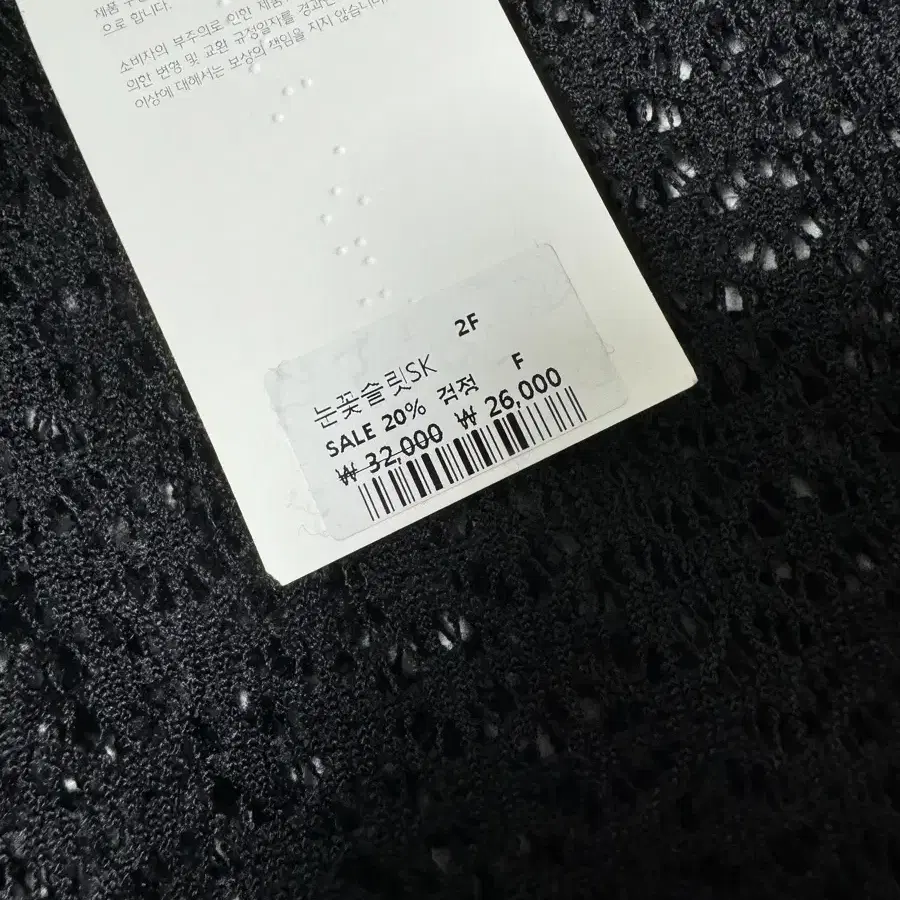 으로 합니다.
소비자의 부주의로 인한 제품
의한 변형 및 교환 규정일자를 경과한
이상에 대해서는 보상의 책임을 지지 않습니다.
2F
눈꽃슬릿SK
SALE 20% 검정 F
₩ 32,000 ₩ 26,000